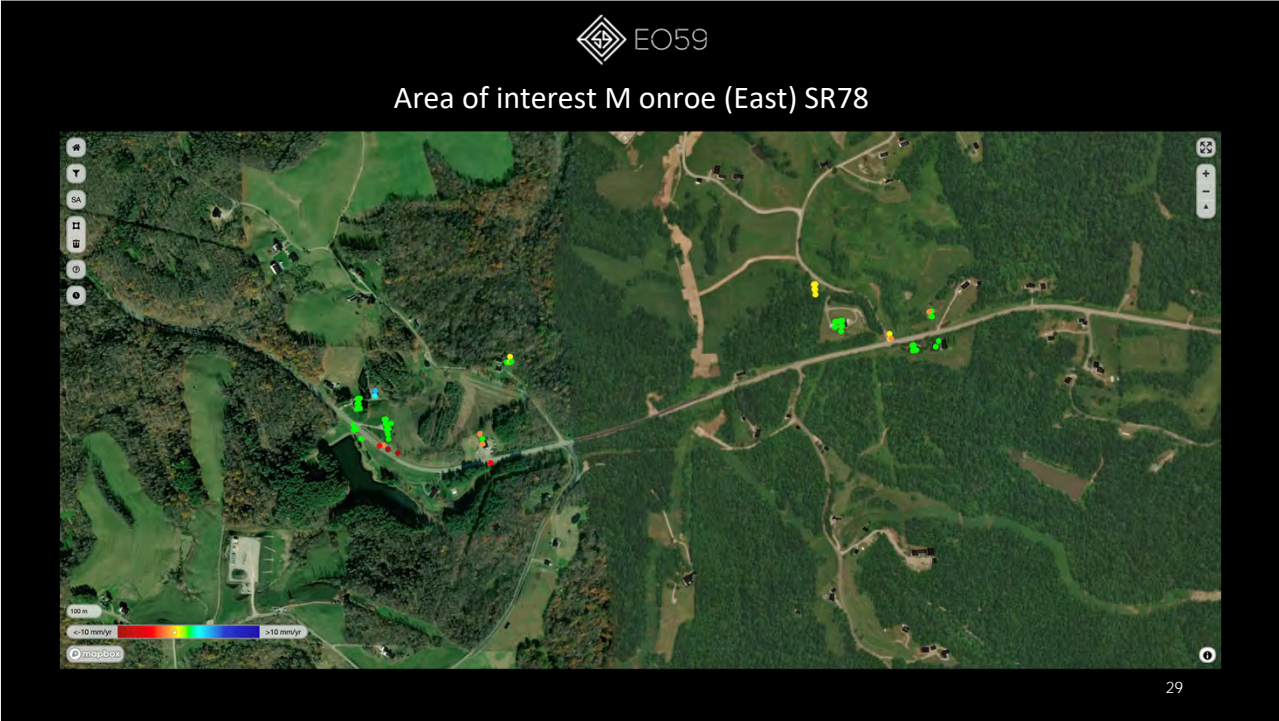 EO59
Area of interest M onroe (East) SR78
SA
100 m
<-10 mm/yr
>10 mm/yr
mapbox
29